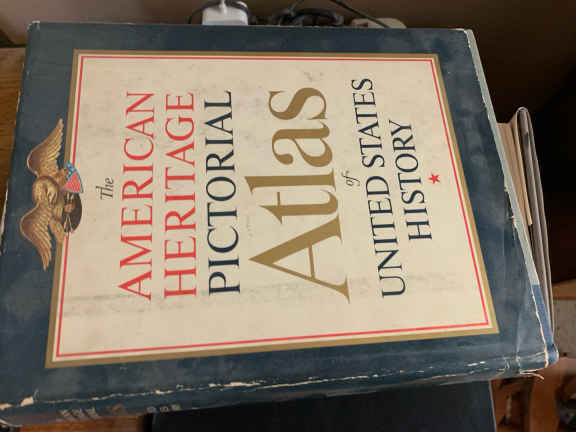 The
AMERICAN
HERITAGE
PICTORIAL
Atlas
of
UNITED STATES
HISTORY